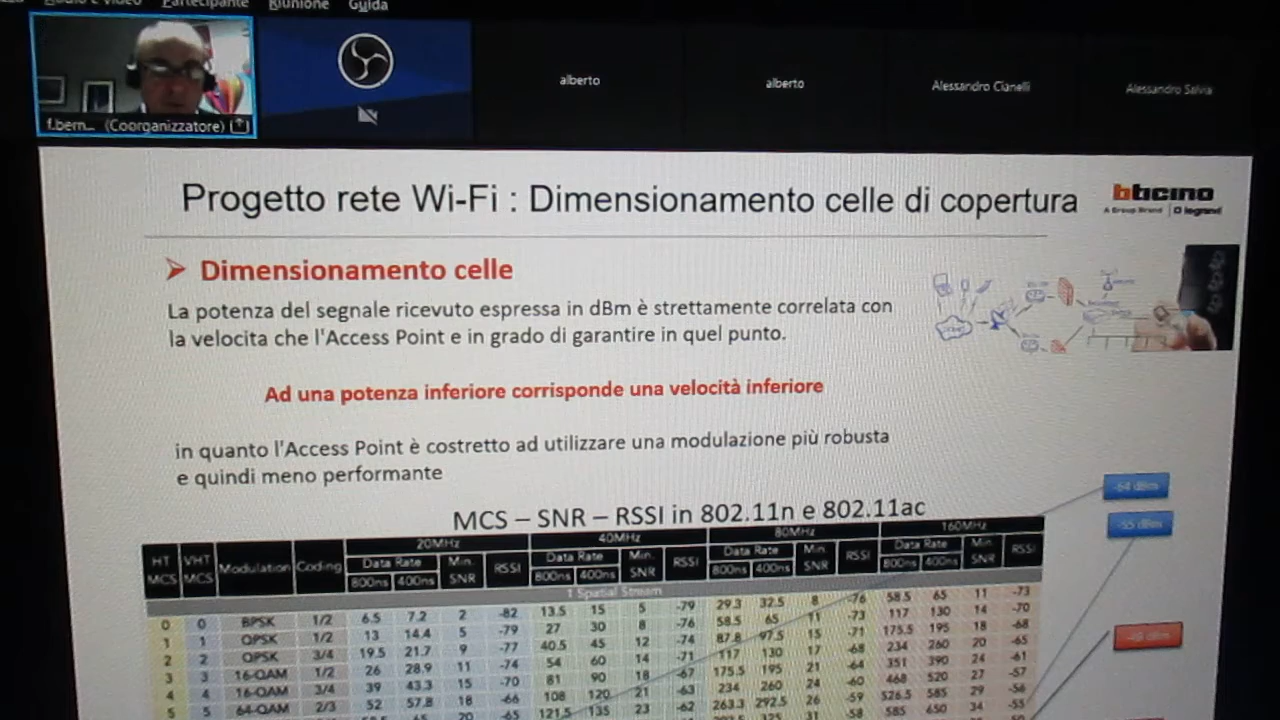 Audio e video Partecipante Riunione Guida
f.bern... (Coorganizzatore)
alberto
alberto
Alessandro Cianelli
Alessandro Salvia
Progetto rete Wi-Fi : Dimensionamento celle di copertura
bticino
A Group Brand | legrand
Dimensionamento celle
La potenza del segnale ricevuto espressa in dBm è strettamente correlata con
la velocita che l'Access Point e in grado di garantire in quel punto.
Ad una potenza inferiore corrisponde una velocità inferiore
in quanto l'Access Point è costretto ad utilizzare una modulazione più robusta
e quindi meno performante
-64 dBm
-55 dBm
MCS – SNR – RSSI in 802.11n e 802.11ac
20MHz 40MHz 80MHz 160MHz
HT MCS VHT MCS Modulation Coding Data Rate 800ns 400ns Min. SNR RSSI Data Rate 800ns 400ns Min. SNR RSSI Data Rate 800ns 400ns Min SNR RSSI Data Rate 800ns 400ns Min SNR RSSI
1 Spatial Stream
0 0 BPSK 1/2 6.5 7.2 2 -82 13.5 15 5 -79 29.3 32.5 8 -76 58.5 65 11 -73
1 1 QPSK 1/2 13 14.4 5 -79 27 30 8 -76 58.5 65 11 -73 117 130 14 -70
2 2 QPSK 3/4 19.5 21.7 9 -77 40.5 45 12 -74 87.8 97.5 15 -71 175.5 195 18 -68
3 3 16-QAM 1/2 26 28.9 11 -74 54 60 14 -71 117 130 17 -68 234 260 20 -65
4 4 16-QAM 3/4 39 43.3 15 -70 81 90 18 -67 175.5 195 21 -64 351 390 24 -61
5 5 64-QAM 2/3 52 57.8 18 -66 108 120 21 -63 234 260 24 -60 468 520 27 -57
20 -65 121.5 135 23 -62 263.3 292.5 26 -59 526.5 585 29 -56
31 -58 585 650 34 -55